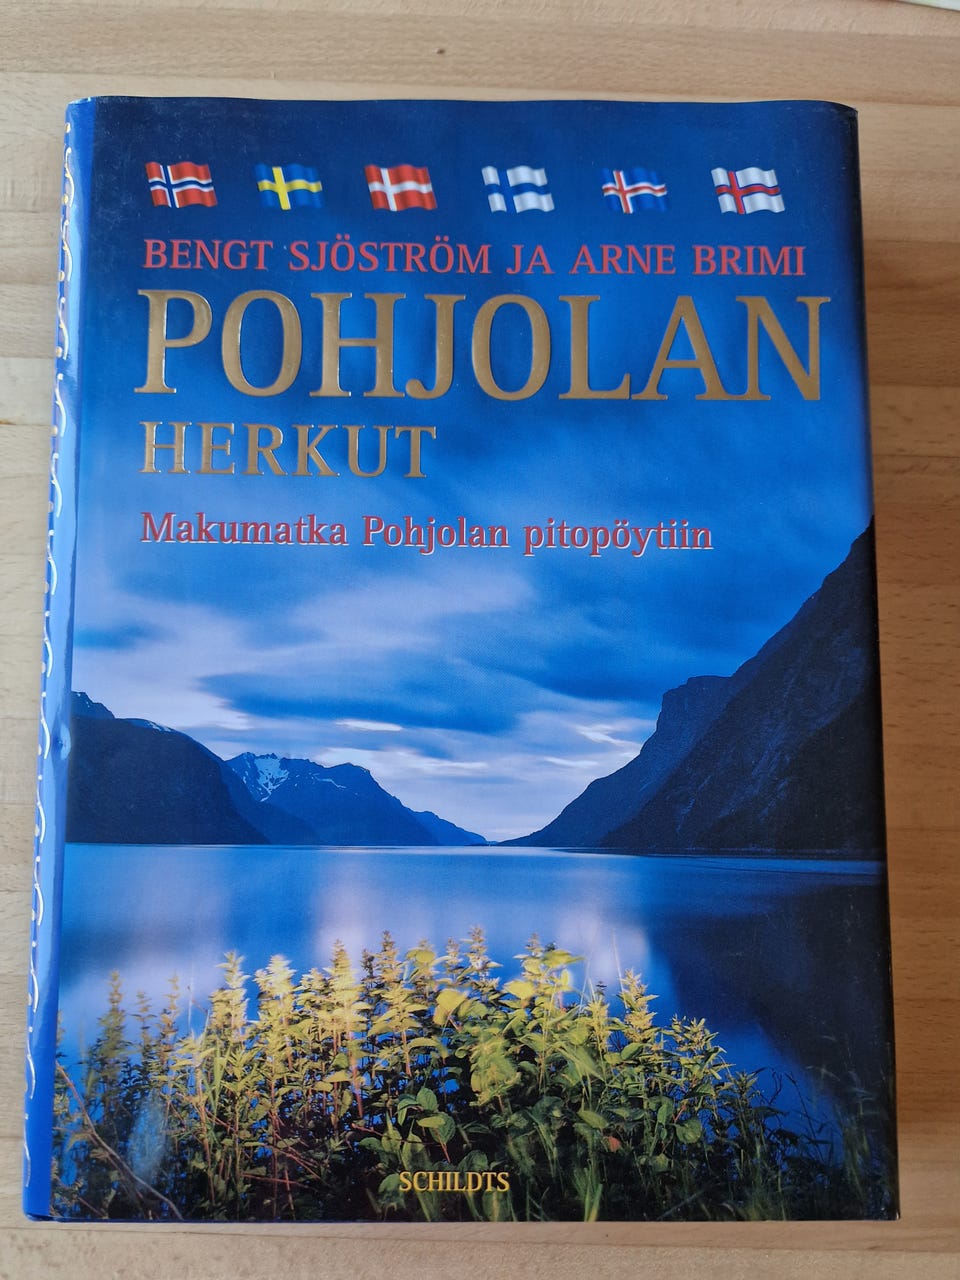 BENGT SJÖSTRÖM JA ARNE BRIMI
POHJOLAN
HERKUT
Makumatka Pohjolan pitopöytiin
SCHILDTS